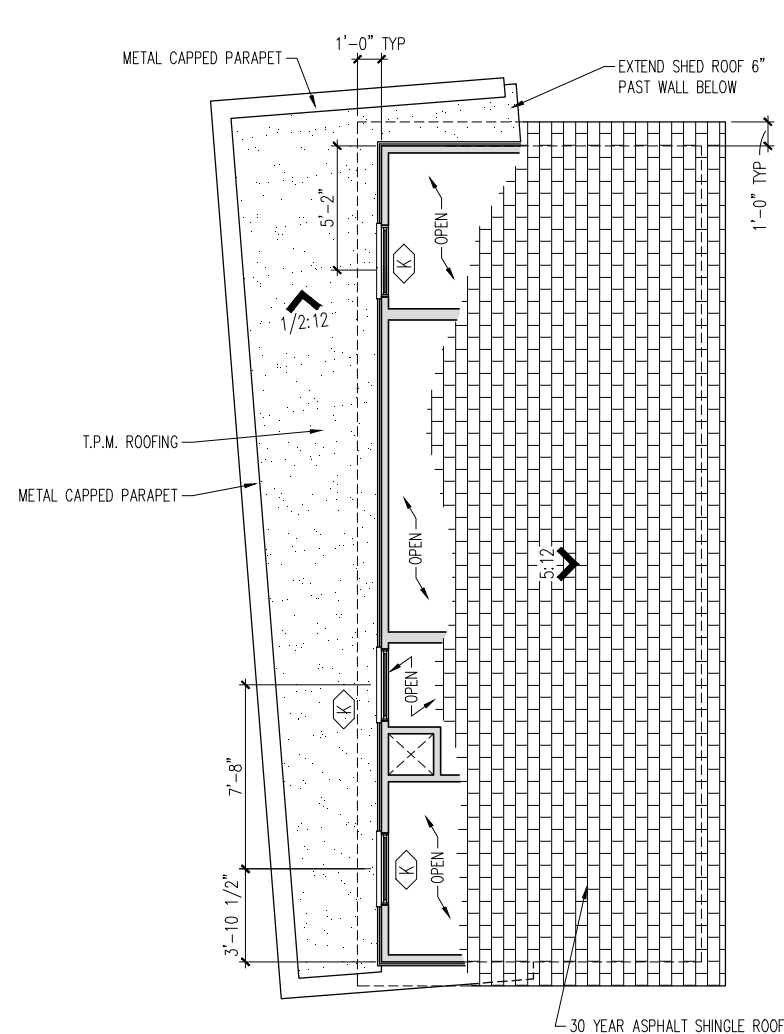 1'-0" TYP
METAL CAPPED PARAPET
EXTEND SHED ROOF 6"
PAST WALL BELOW
1'-0" TYP
5'-2"
OPEN
K
1/2:12
T.P.M. ROOFING
METAL CAPPED PARAPET
OPEN
5:12
OPEN
K
7'-8"
K
OPEN
3'-10 1/2"
30 YEAR ASPHALT SHINGLE ROOF